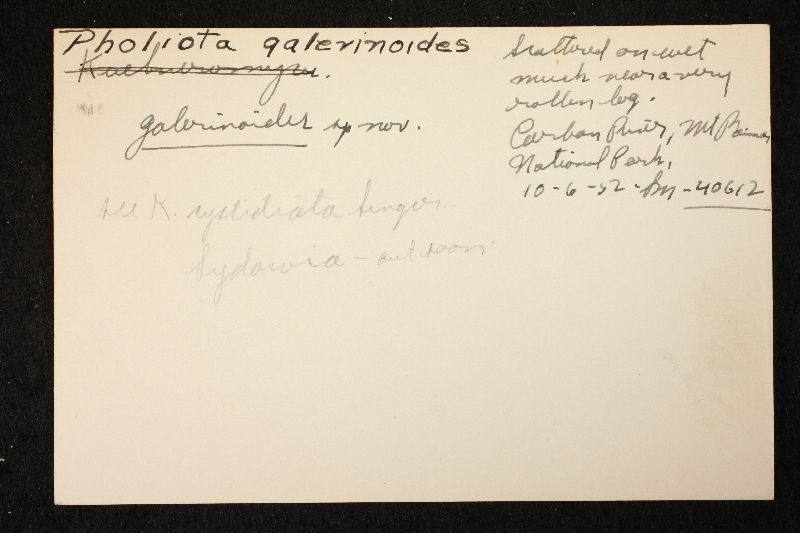 Pholiota galerinoides
Kuehneromyces.
galerinoides sp nov.
see K. cystidiata Singer
Sydowia - out soon
Scattered on wet
muck near a very
rotten log.
Carbon River, Mt Rainier
National Park,
10-6-52 - Sm - 40612